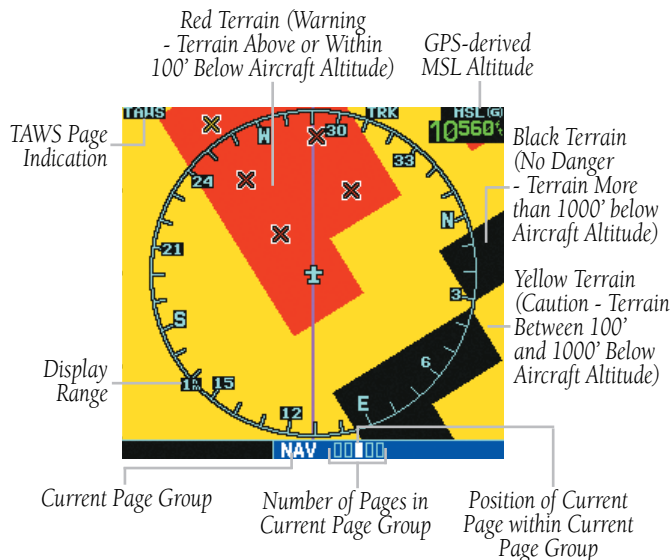 Red Terrain (Warning
- Terrain Above or Within
100' Below Aircraft Altitude)
GPS-derived
MSL Altitude
TAWS Page
Indication
TAWS
TRK
MSL(G)
10560ft
Black Terrain
(No Danger
- Terrain More
than 1000' below
Aircraft Altitude)
W
30
33
24
N
21
3
S
Yellow Terrain
(Caution - Terrain
Between 100'
and 1000' Below
Aircraft Altitude)
6
Display
Range
15
12
E
NAV
Current Page Group
Number of Pages in
Current Page Group
Position of Current
Page within Current
Page Group